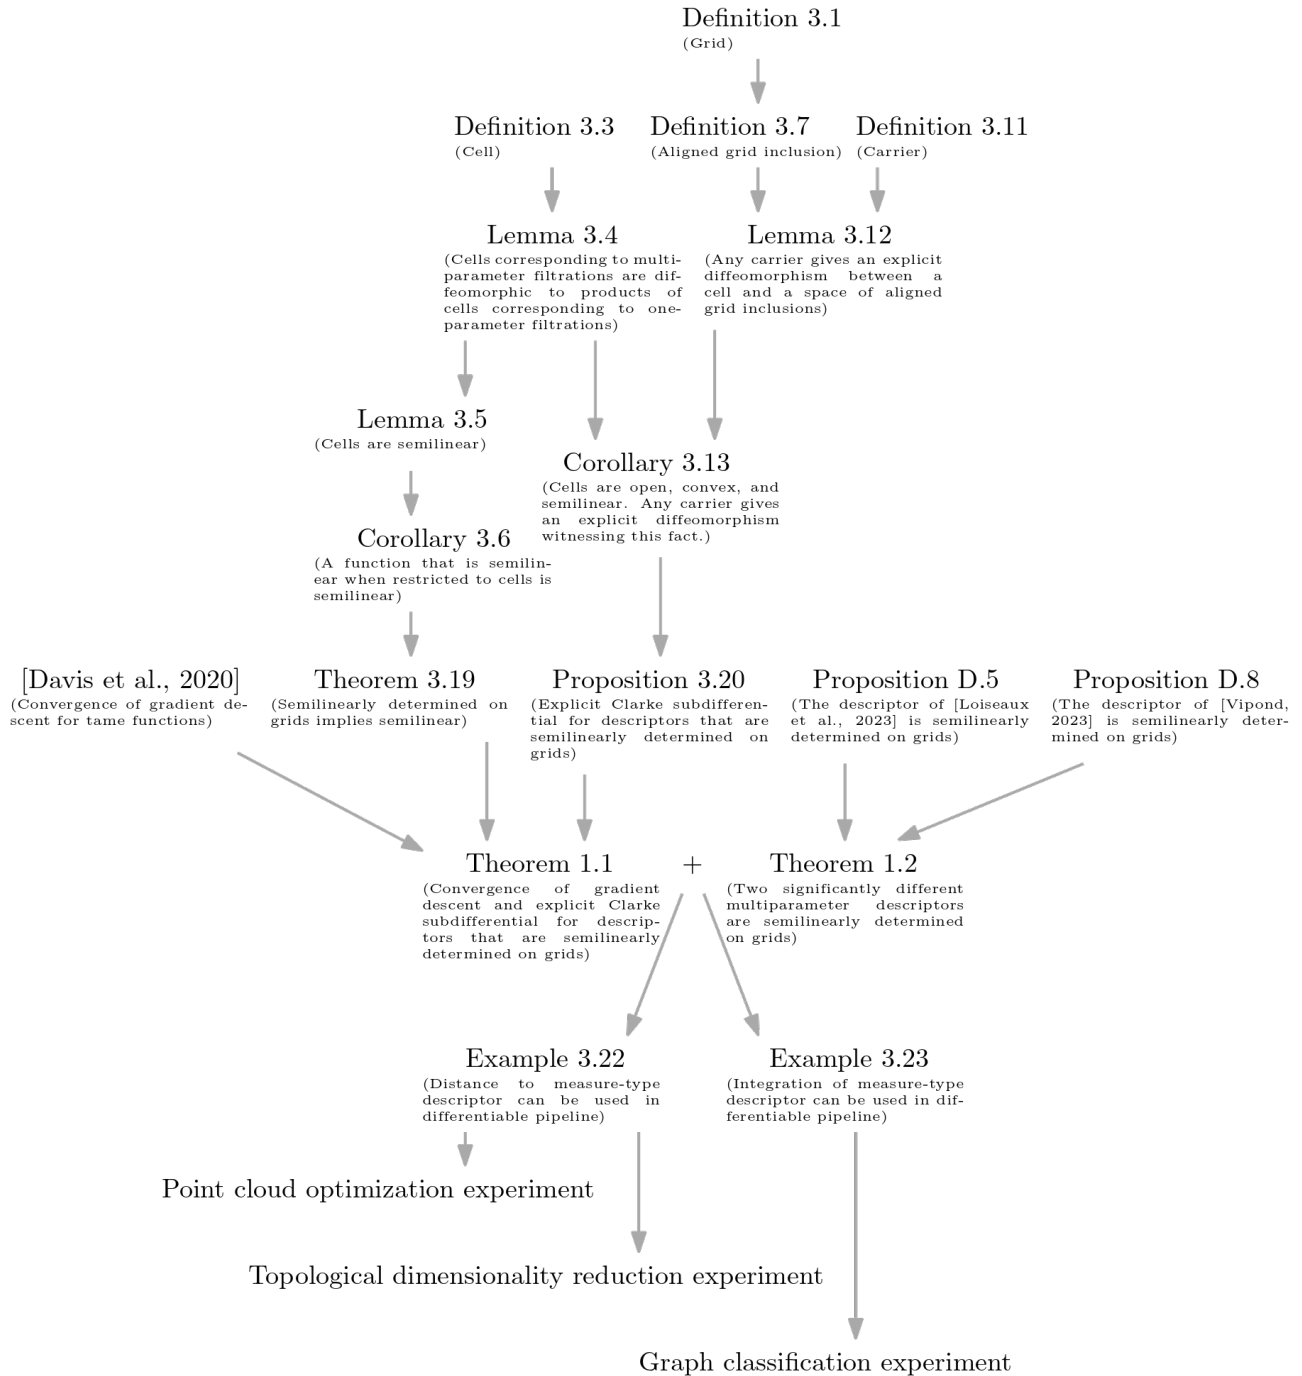 Definition 3.1
(Grid)
Definition 3.3
(Cell)
Definition 3.7
(Aligned grid inclusion)
Definition 3.11
(Carrier)
Lemma 3.4
(Cells corresponding to multi-
parameter filtrations are dif-
feomorphic to products of
cells corresponding to one-
parameter filtrations)
Lemma 3.12
(Any carrier gives an explicit
diffeomorphism between a
cell and a space of aligned
grid inclusions)
Lemma 3.5
(Cells are semilinear)
Corollary 3.13
(Cells are open, convex, and
semilinear. Any carrier gives
an explicit diffeomorphism
witnessing this fact.)
Corollary 3.6
(A function that is semilin-
ear when restricted to cells is
semilinear)
[Davis et al., 2020]
(Convergence of gradient de-
scent for tame functions)
Theorem 3.19
(Semilinearly determined on
grids implies semilinear)
Proposition 3.20
(Explicit Clarke subdifferen-
tial for descriptors that are
semilinearly determined on
grids)
Proposition D.5
(The descriptor of [Loiseaux
et al., 2023] is semilinearly
determined on grids)
Proposition D.8
(The descriptor of [Vipond,
2023] is semilinearly deter-
mined on grids)
Theorem 1.1
(Convergence of gradient
descent and explicit Clarke
subdifferential for descrip-
tors that are semilinearly
determined on grids)
+
Theorem 1.2
(Two significantly different
multiparameter descriptors
are semilinearly determined
on grids)
Example 3.22
(Distance to measure-type
descriptor can be used in
differentiable pipeline)
Example 3.23
(Integration of measure-type
descriptor can be used in dif-
ferentiable pipeline)
Point cloud optimization experiment
Topological dimensionality reduction experiment
Graph classification experiment